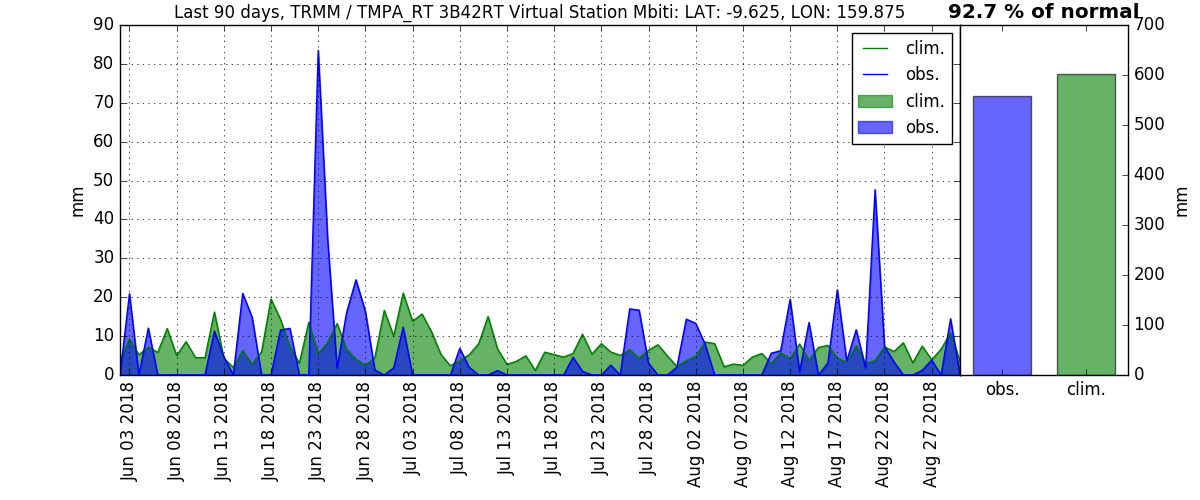 Last 90 days, TRMM / TMPA_RT 3B42RT Virtual Station Mbiti: LAT: -9.625, LON: 159.875
92.7 % of normal
90
80
70
60
50
40
30
20
10
0
mm
clim.
obs.
clim.
obs.
700
600
500
400
300
200
100
0
mm
obs.
clim.
Jun 03 2018
Jun 08 2018
Jun 13 2018
Jun 18 2018
Jun 23 2018
Jun 28 2018
Jul 03 2018
Jul 08 2018
Jul 13 2018
Jul 18 2018
Jul 23 2018
Jul 28 2018
Aug 02 2018
Aug 07 2018
Aug 12 2018
Aug 17 2018
Aug 22 2018
Aug 27 2018